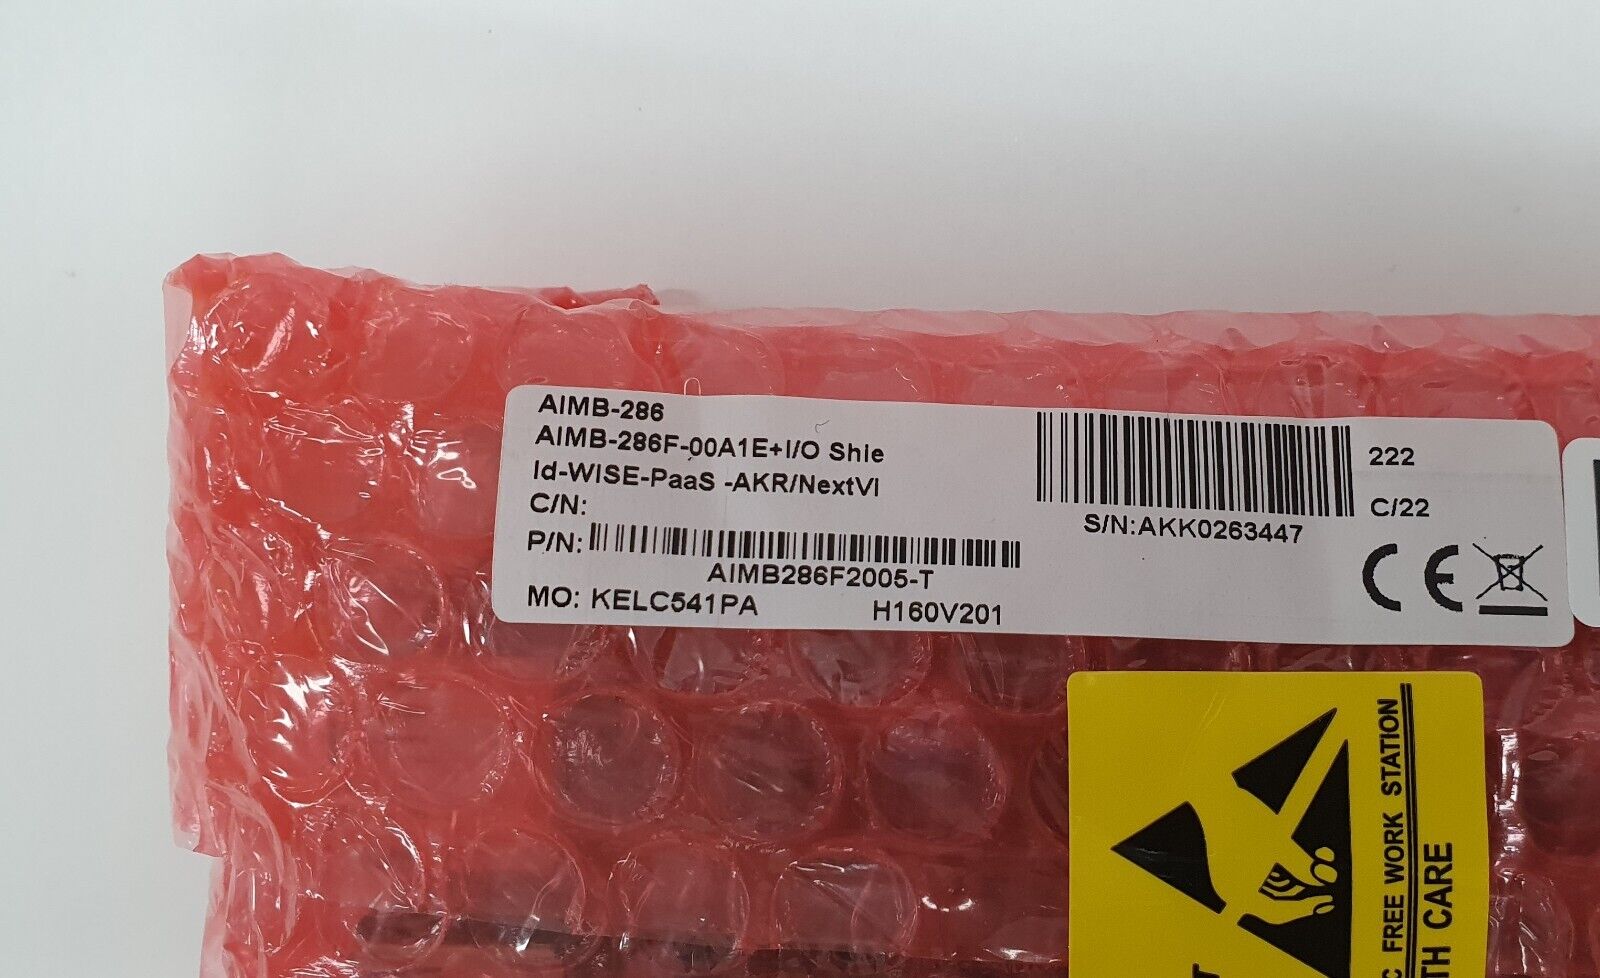 AIMB-286
AIMB-286F-00A1E+I/O Shie
ld-WISE-PaaS -AKR/NextVI
C/N:
P/N:
AIMB286F2005-T
MO: KELC541PA H160V201
222
C/22
S/N:AKK0263447
CE
FREE WORK STATION
CARE